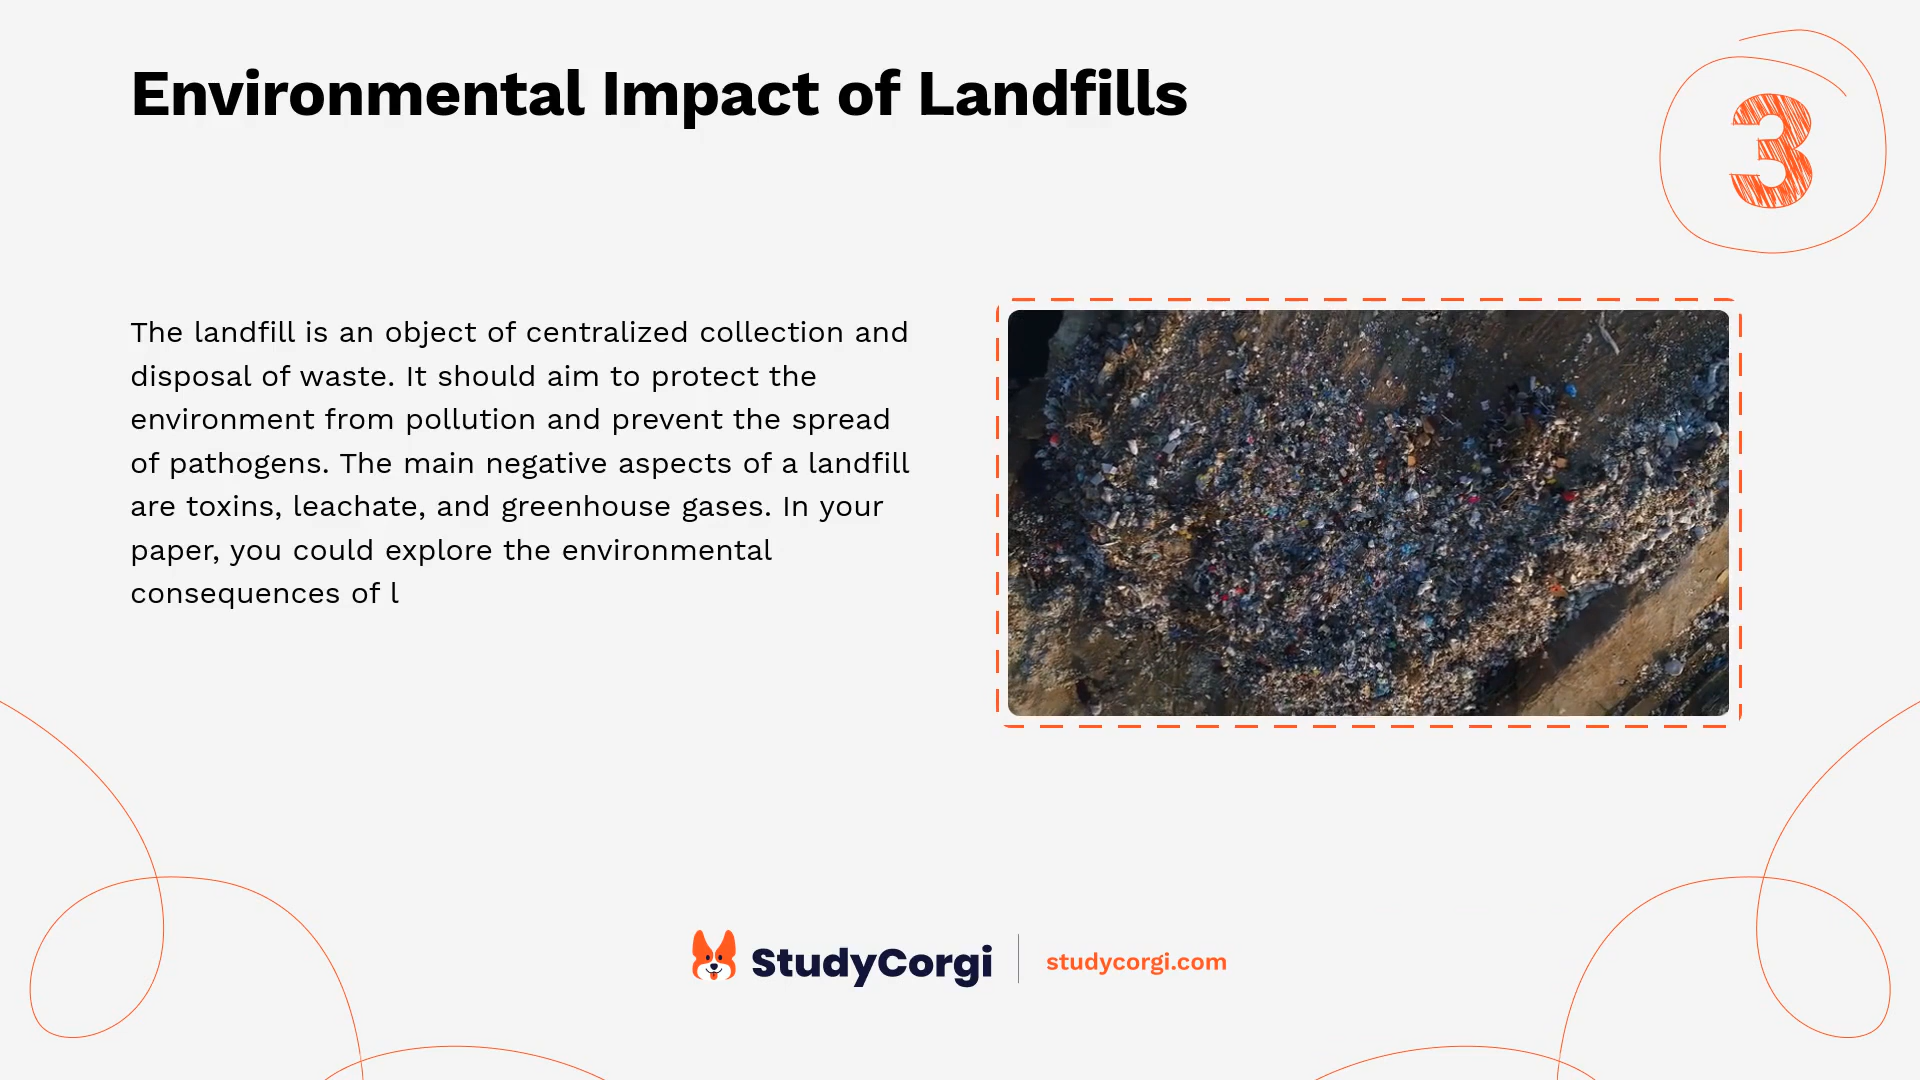 Environmental Impact of Landfills
3
The landfill is an object of centralized collection and
disposal of waste. It should aim to protect the
environment from pollution and prevent the spread
of pathogens. The main negative aspects of a landfill
are toxins, leachate, and greenhouse gases. In your
paper, you could explore the environmental
consequences of l
StudyCorgi
studycorgi.com